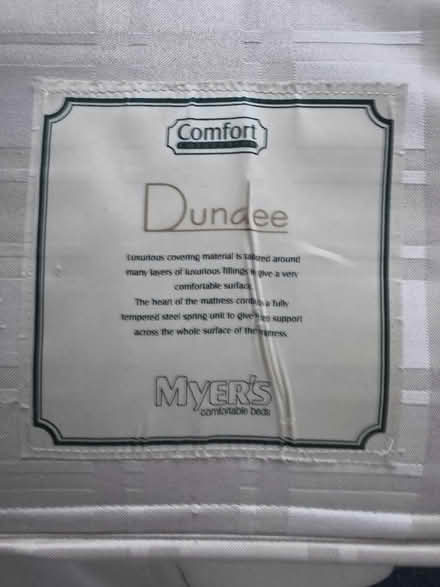 Comfort
Dundee
Luxurious covering material is tailored around
many layers of luxurious fillings to give a very
comfortable surface.
The heart of the mattress contains a fully
tempered steel spring unit to give support
across the whole surface of the mattress.
MYER'S
comfortable beds